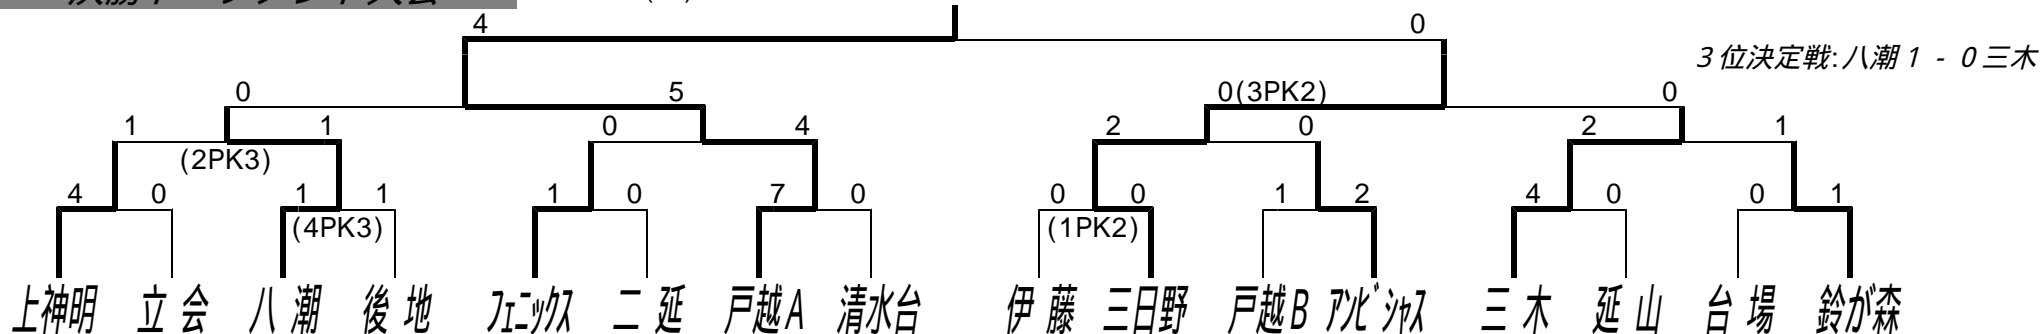 4 0
３位決定戦:八潮１ - ０三木
0 5 0(3PK2) 0
1 1 0 4 2 0 2 1
(2PK3)
4 0 1 1 1 0 7 0 0 0 1 2 4 0 0 1
(4PK3) (1PK2)
上神明 立会 八潮 後地 フェニックス 二延 戸越A 清水台 伊藤 三日野 戸越B アンビシャス 三木 延山 台場 鈴が森